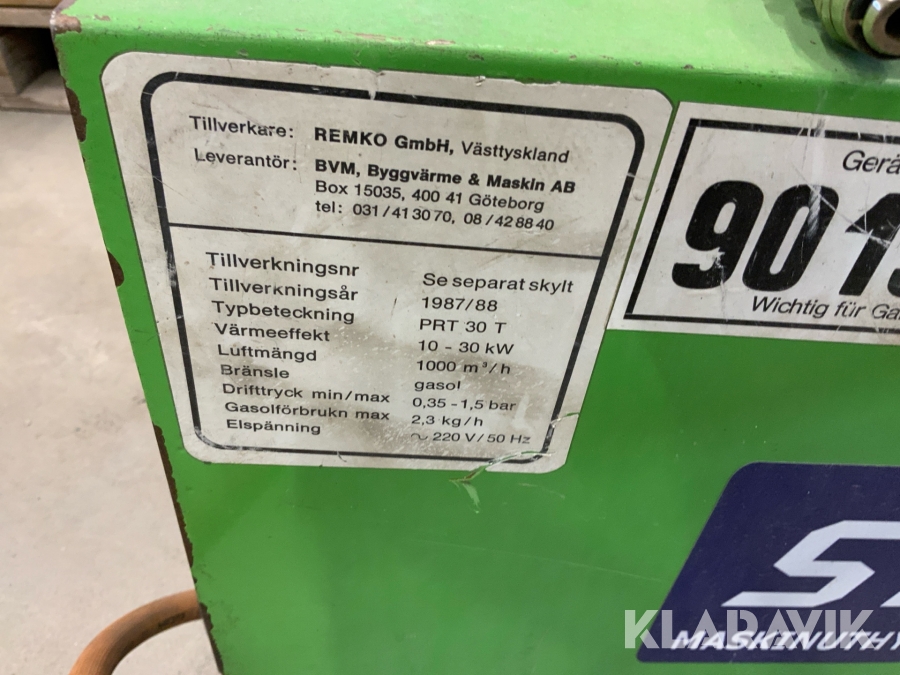 Tillverkare: REMKO GmbH, Västtyskland
Leverantör: BVM, Byggvärme & Maskin AB
Box 15035, 400 41 Göteborg
tel: 031/41 30 70, 08/42 88 40
Tillverkningsnr Se separat skylt
Tillverkningsår 1987/88
Typbeteckning PRT 30 T
Värmeeffekt 10 - 30 kW
Luftmängd 1000 m³/h
Bränsle gasol
Drifttryck min/max 0,35 - 1,5 bar
Gasolförbrukn max 2,3 kg/h
Elspänning ~ 220 V/50 Hz
Gerä
901
Wichtig für
KLARAVIK
MASKINUTHY